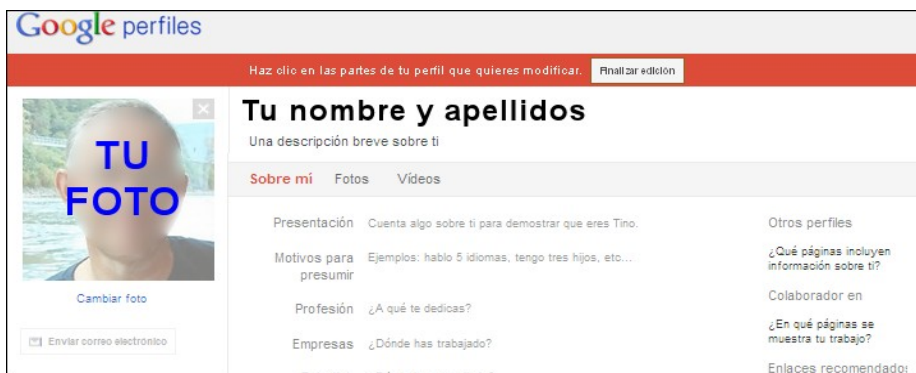 Google perfiles
Haz clic en las partes de tu perfil que quieres modificar. Finalizar edición
TU
FOTO
Cambiar foto
Enviar correo electrónico
Tu nombre y apellidos
Una descripción breve sobre ti
Sobre mí Fotos Vídeos
Presentación Cuenta algo sobre ti para demostrar que eres Tino.
Motivos para
presumir
Ejemplos: hablo 5 idiomas, tengo tres hijos, etc...
Profesión ¿A qué te dedicas?
Empresas ¿Dónde has trabajado?
Otros perfiles
¿Qué páginas incluyen
información sobre ti?
Colaborador en
¿En qué páginas se
muestra tu trabajo?
Enlaces recomendados